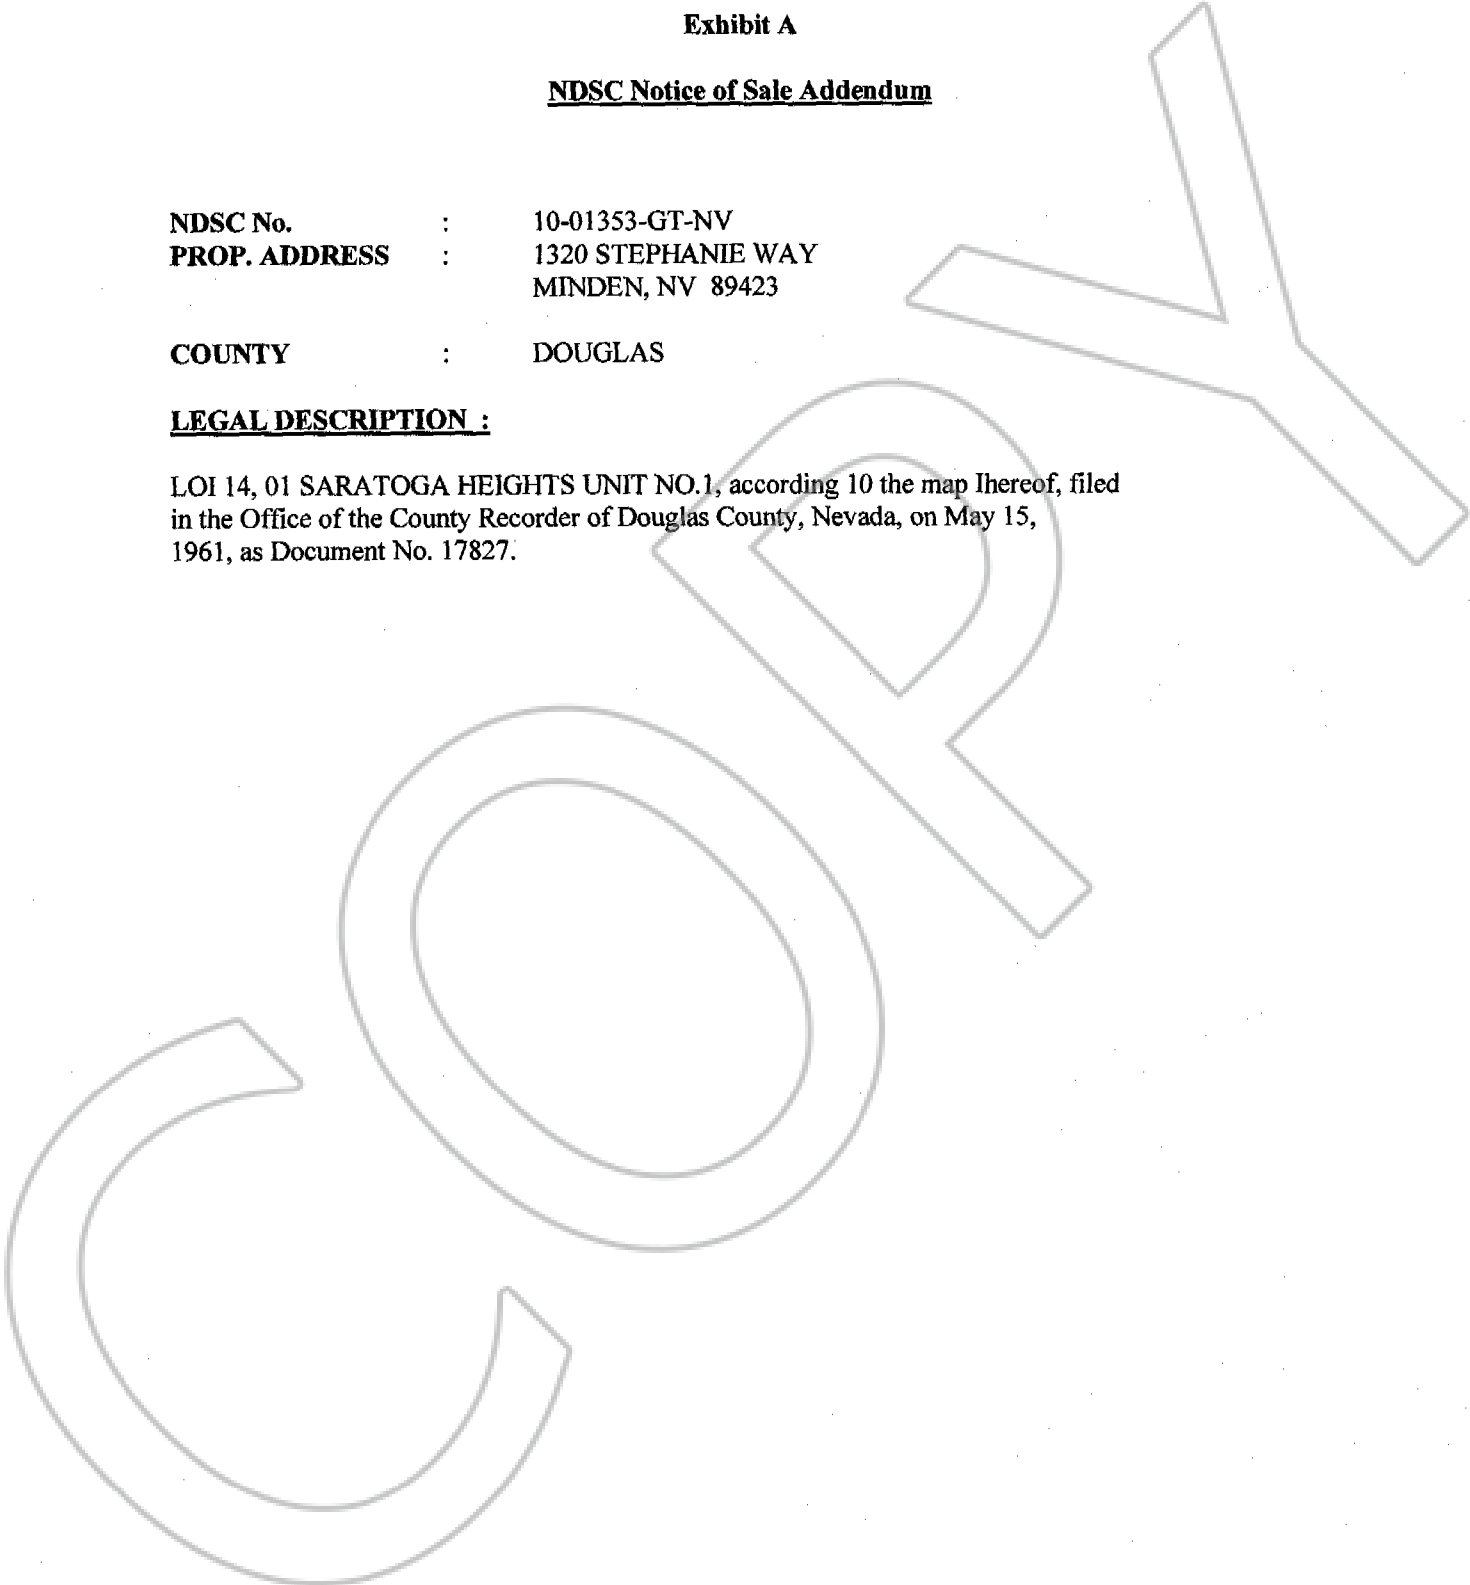 Exhibit A
NDSC Notice of Sale Addendum
NDSC No. : 10-01353-GT-NV
PROP. ADDRESS : 1320 STEPHANIE WAY
MINDEN, NV 89423
COUNTY : DOUGLAS
LEGAL DESCRIPTION :
LOI 14, 01 SARATOGA HEIGHTS UNIT NO.1, according 10 the map Ihereof, filed
in the Office of the County Recorder of Douglas County, Nevada, on May 15,
1961, as Document No. 17827.
COPY